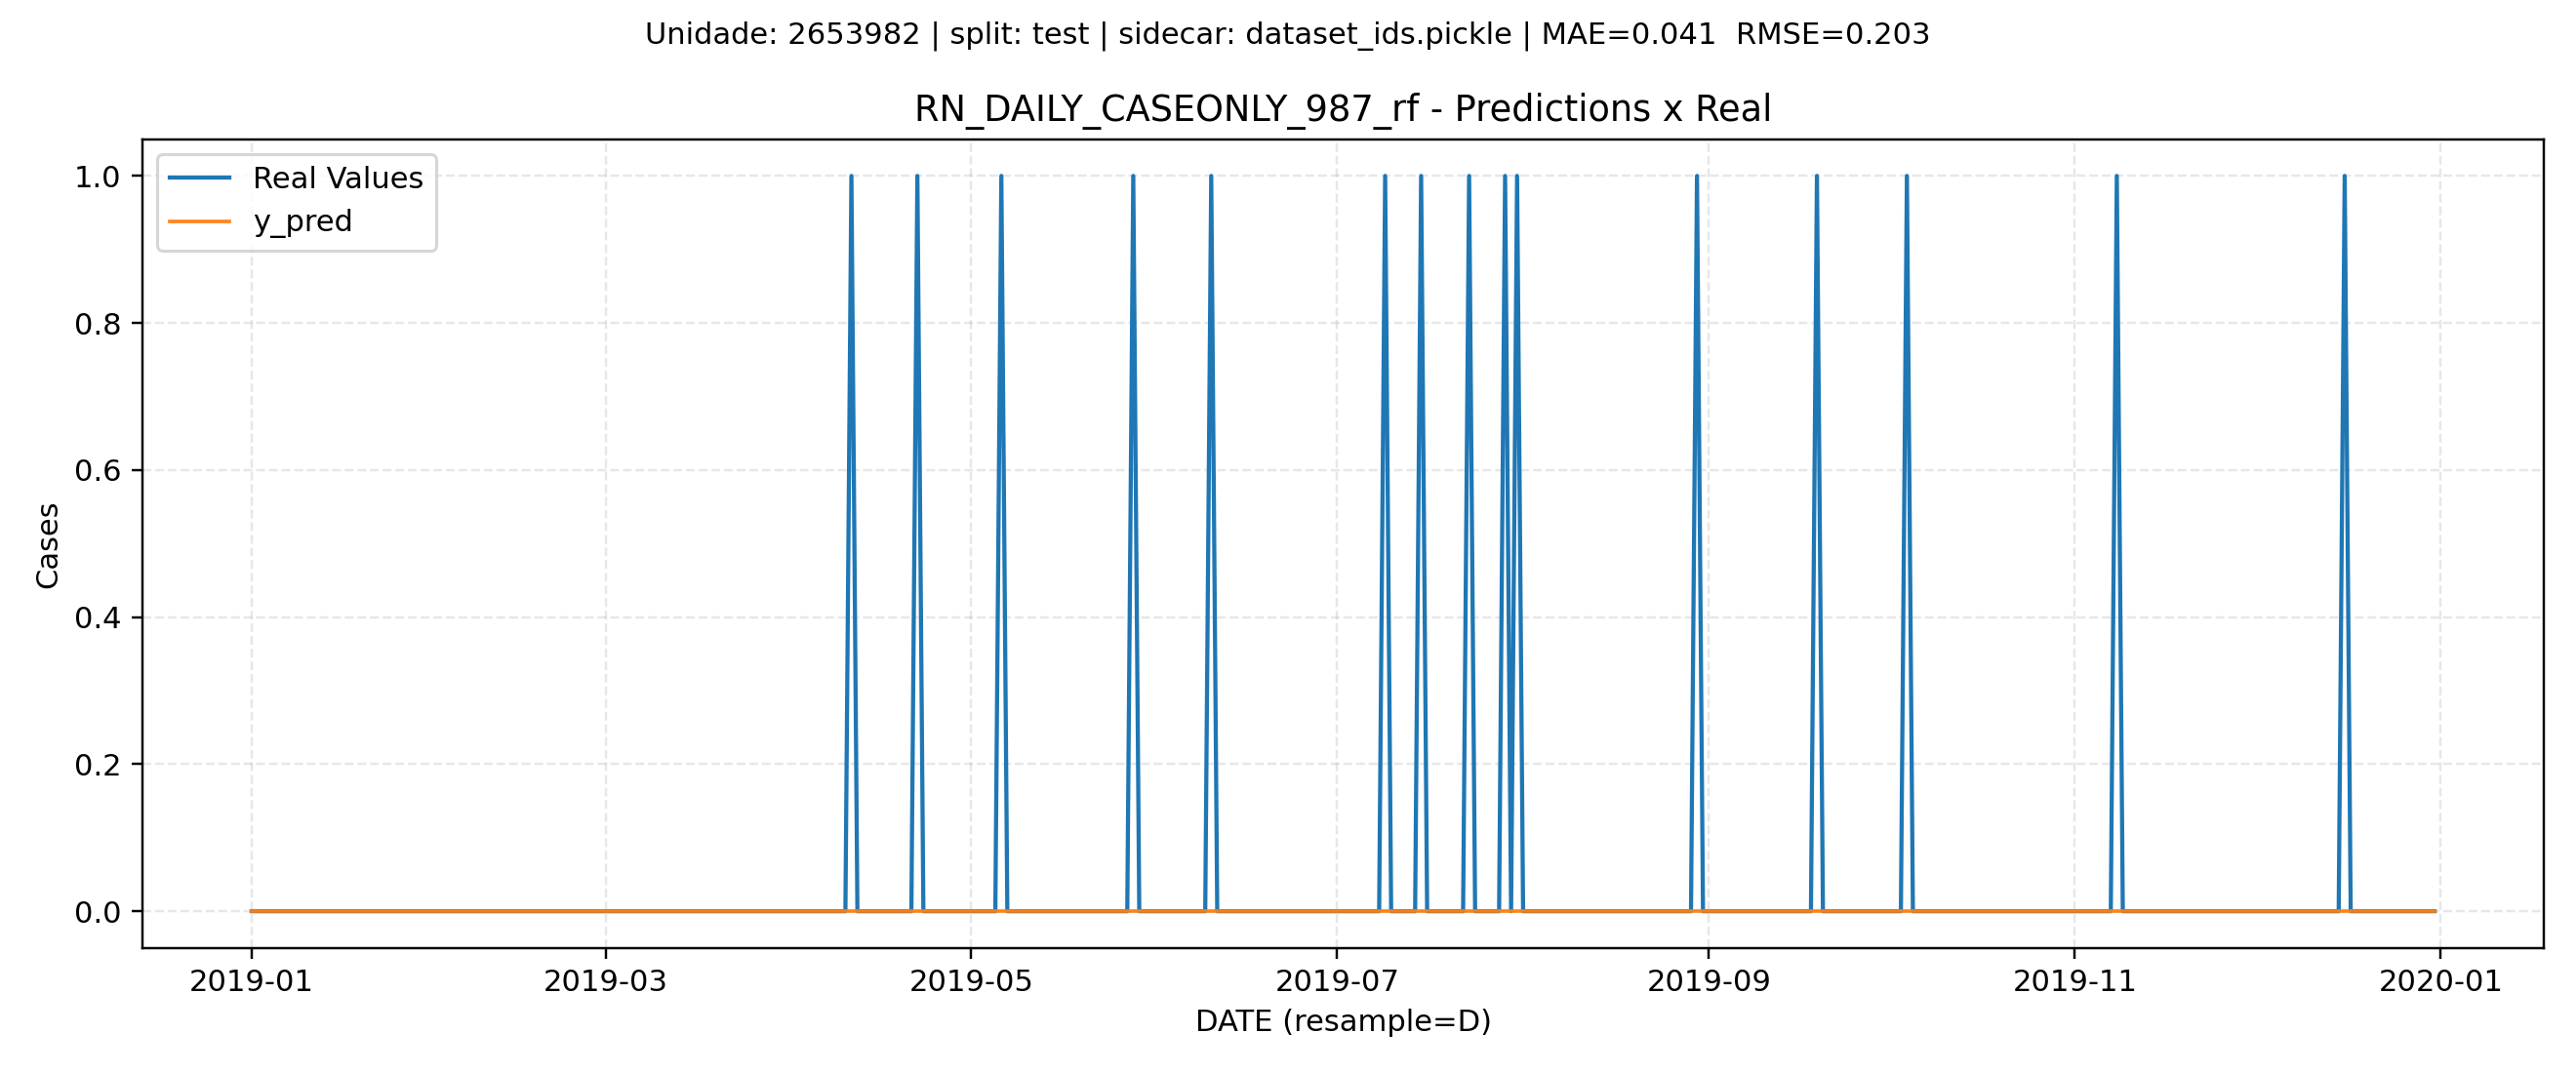 Unidade: 2653982 | split: test | sidecar: dataset_ids.pickle | MAE=0.041  RMSE=0.203
RN_DAILY_CASEONLY_987_rf - Predictions x Real
Real Values
y_pred
1.0
0.8
0.6
0.4
0.2
0.0
Cases
2019-01 2019-03 2019-05 2019-07 2019-09 2019-11 2020-01
DATE (resample=D)